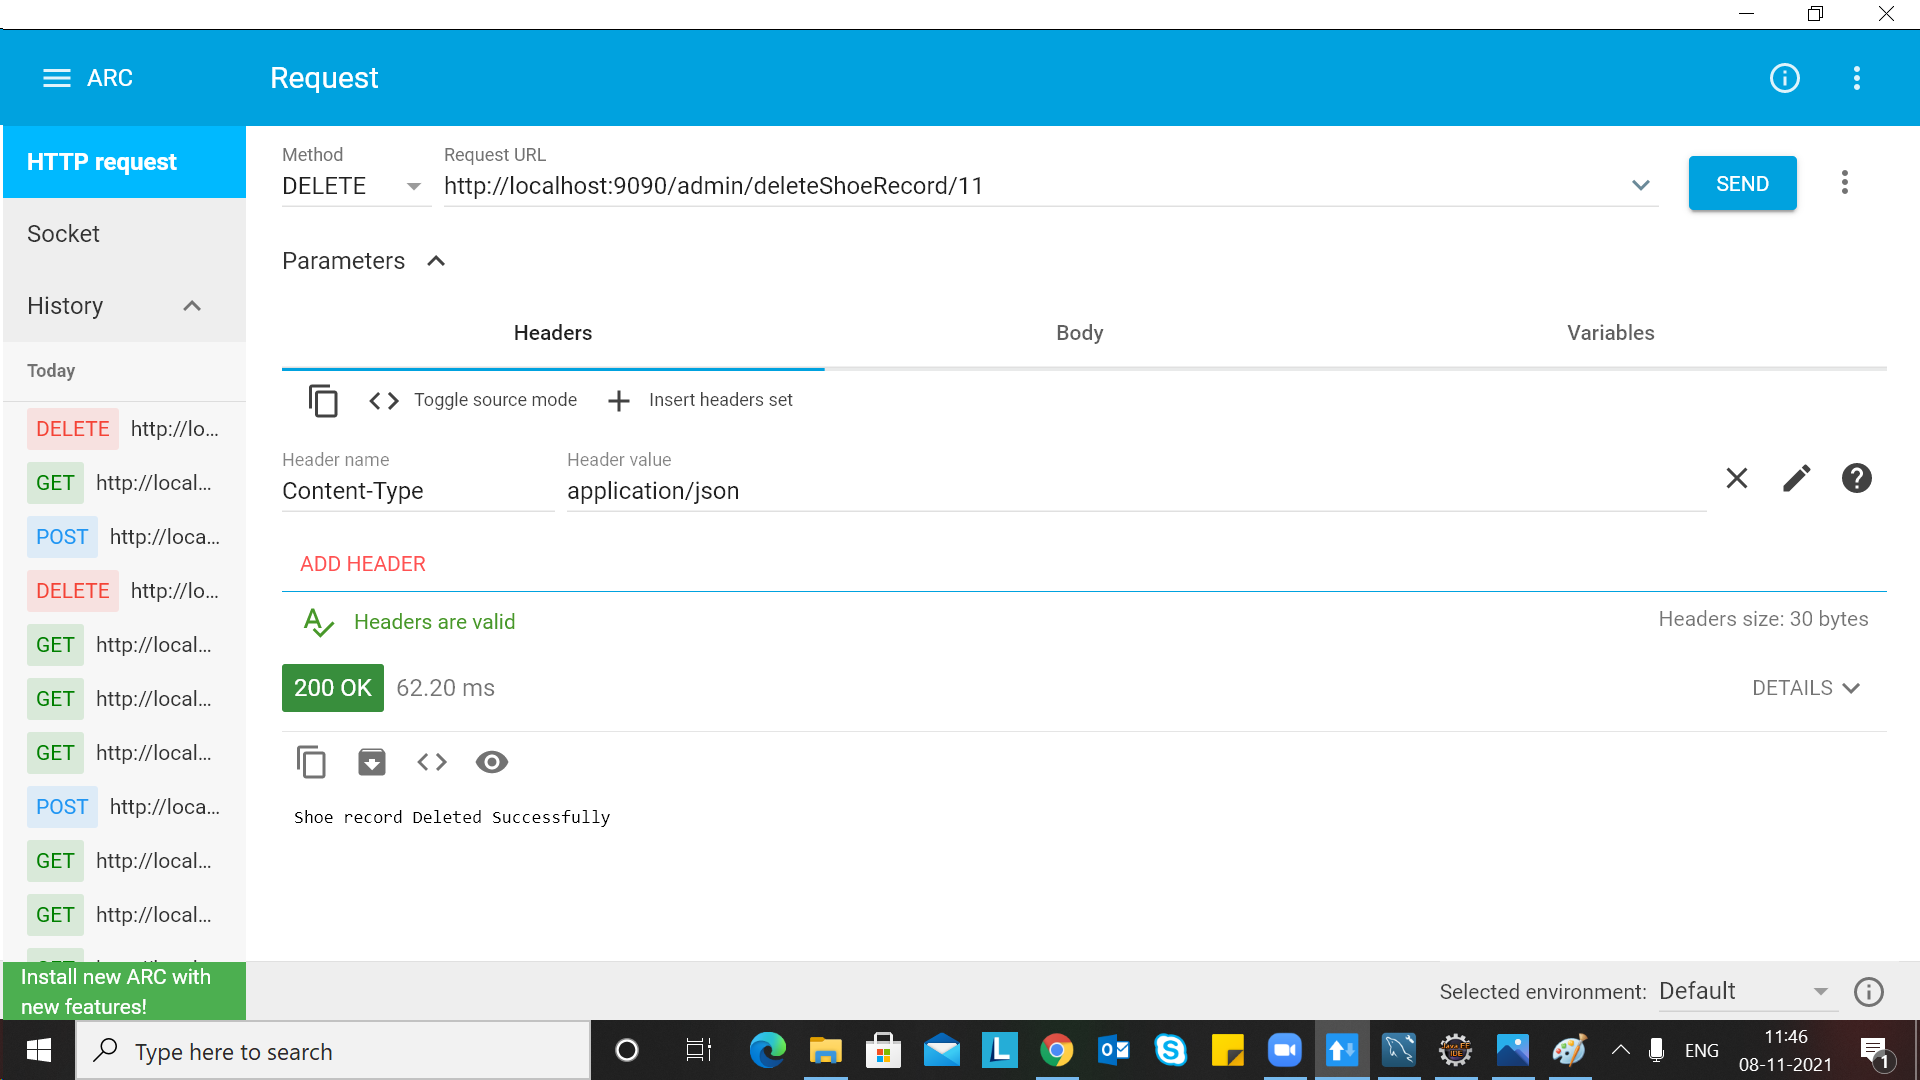 ARC
Request
HTTP request
Socket
History
Today
DELETE http://lo...
GET http://local...
POST http://loca...
DELETE http://lo...
GET http://local...
GET http://local...
GET http://local...
POST http://loca...
GET http://local...
GET http://local...
Install new ARC with
new features!
Method
DELETE
Request URL
http://localhost:9090/admin/deleteShoeRecord/11
SEND
Parameters
Headers Body Variables
Toggle source mode
Insert headers set
Header name
Content-Type
Header value
application/json
ADD HEADER
Headers are valid
Headers size: 30 bytes
200 OK 62.20 ms
DETAILS
Shoe record Deleted Successfully
Selected environment: Default
Type here to search
ENG
11:46
08-11-2021
1